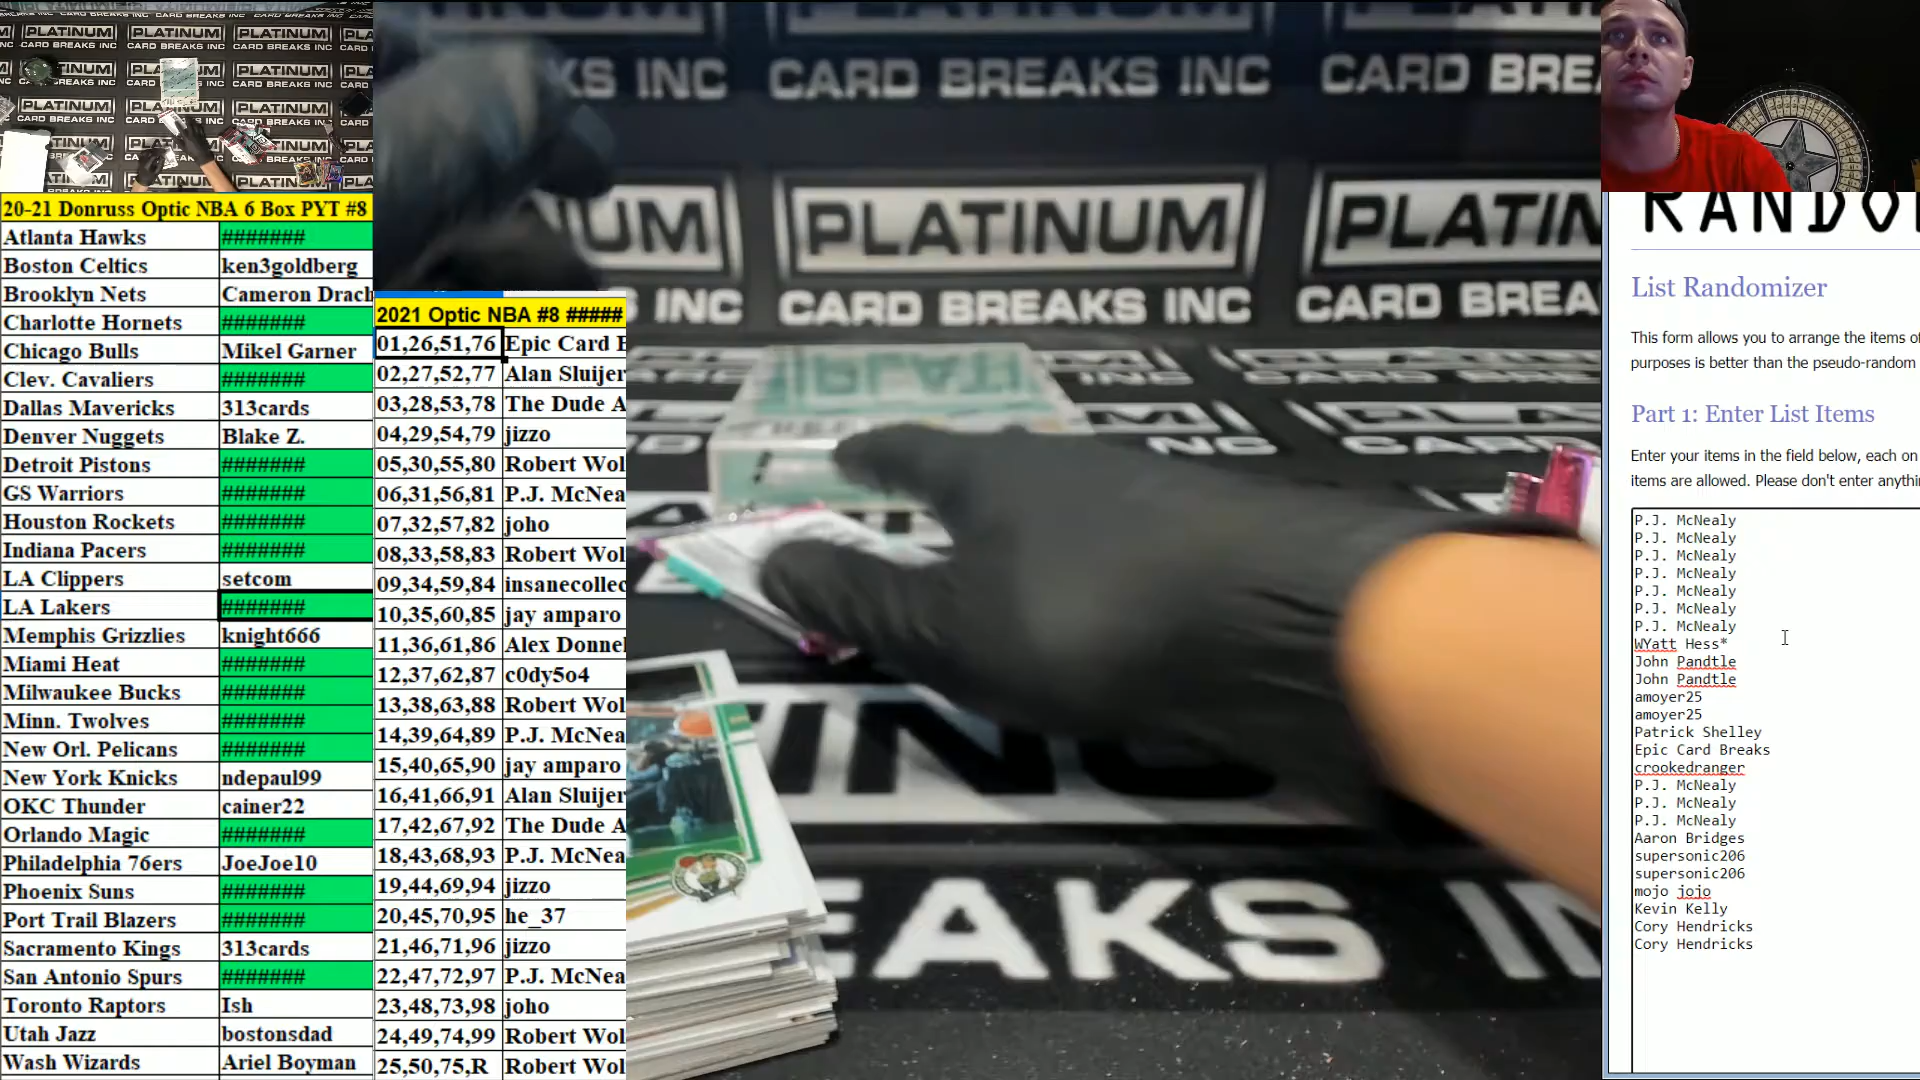 20-21 Donruss Optic NBA 6 Box PYT #8
Atlanta Hawks #######
Boston Celtics ken3goldberg
Brooklyn Nets Cameron Drach
Charlotte Hornets #######
Chicago Bulls Mikel Garner
Clev. Cavaliers #######
Dallas Mavericks 313cards
Denver Nuggets Blake Z.
Detroit Pistons #######
GS Warriors #######
Houston Rockets #######
Indiana Pacers #######
LA Clippers setcom
LA Lakers #######
Memphis Grizzlies knight666
Miami Heat #######
Milwaukee Bucks #######
Minn. Twolves #######
New Orl. Pelicans #######
New York Knicks ndepaul99
OKC Thunder cainer22
Orlando Magic #######
Philadelphia 76ers JoeJoe10
Phoenix Suns #######
Port Trail Blazers #######
Sacramento Kings 313cards
San Antonio Spurs #######
Toronto Raptors Ish
Utah Jazz bostonsdad
Wash Wizards Ariel Boyman
2021 Optic NBA #8 #####
01,26,51,76 Epic Card
02,27,52,77 Alan Sluijer
03,28,53,78 The Dude A
04,29,54,79 jizzo
05,30,55,80 Robert Wol
06,31,56,81 P.J. McNea
07,32,57,82 joho
08,33,58,83 Robert Wol
09,34,59,84 insanecollec
10,35,60,85 jay amparo
11,36,61,86 Alex Donnel
12,37,62,87 c0dy5o4
13,38,63,88 Robert Wol
14,39,64,89 P.J. McNea
15,40,65,90 jay amparo
16,41,66,91 Alan Sluijer
17,42,67,92 The Dude A
18,43,68,93 P.J. McNea
19,44,69,94 jizzo
20,45,70,95 he_37
21,46,71,96 jizzo
22,47,72,97 P.J. McNea
23,48,73,98 joho
24,49,74,99 Robert Wol
25,50,75,R Robert Wol
KS INC CARD BREAKS INC CARD BRE
UM PLATINUM PLATIN
INC CARD BREAKS INC CARD BREA
EAKS IN
RANDO
List Randomizer
This form allows you to arrange the items of
purposes is better than the pseudo-random
Part 1: Enter List Items
Enter your items in the field below, each on
items are allowed. Please don't enter anythin
P.J. McNealy
P.J. McNealy
P.J. McNealy
P.J. McNealy
P.J. McNealy
P.J. McNealy
P.J. McNealy
WYatt Hess*
John Pandtle
John Pandtle
amoyer25
amoyer25
Patrick Shelley
Epic Card Breaks
crookedranger
P.J. McNealy
P.J. McNealy
P.J. McNealy
Aaron Bridges
supersonic206
supersonic206
mojo jojo
Kevin Kelly
Cory Hendricks
Cory Hendricks